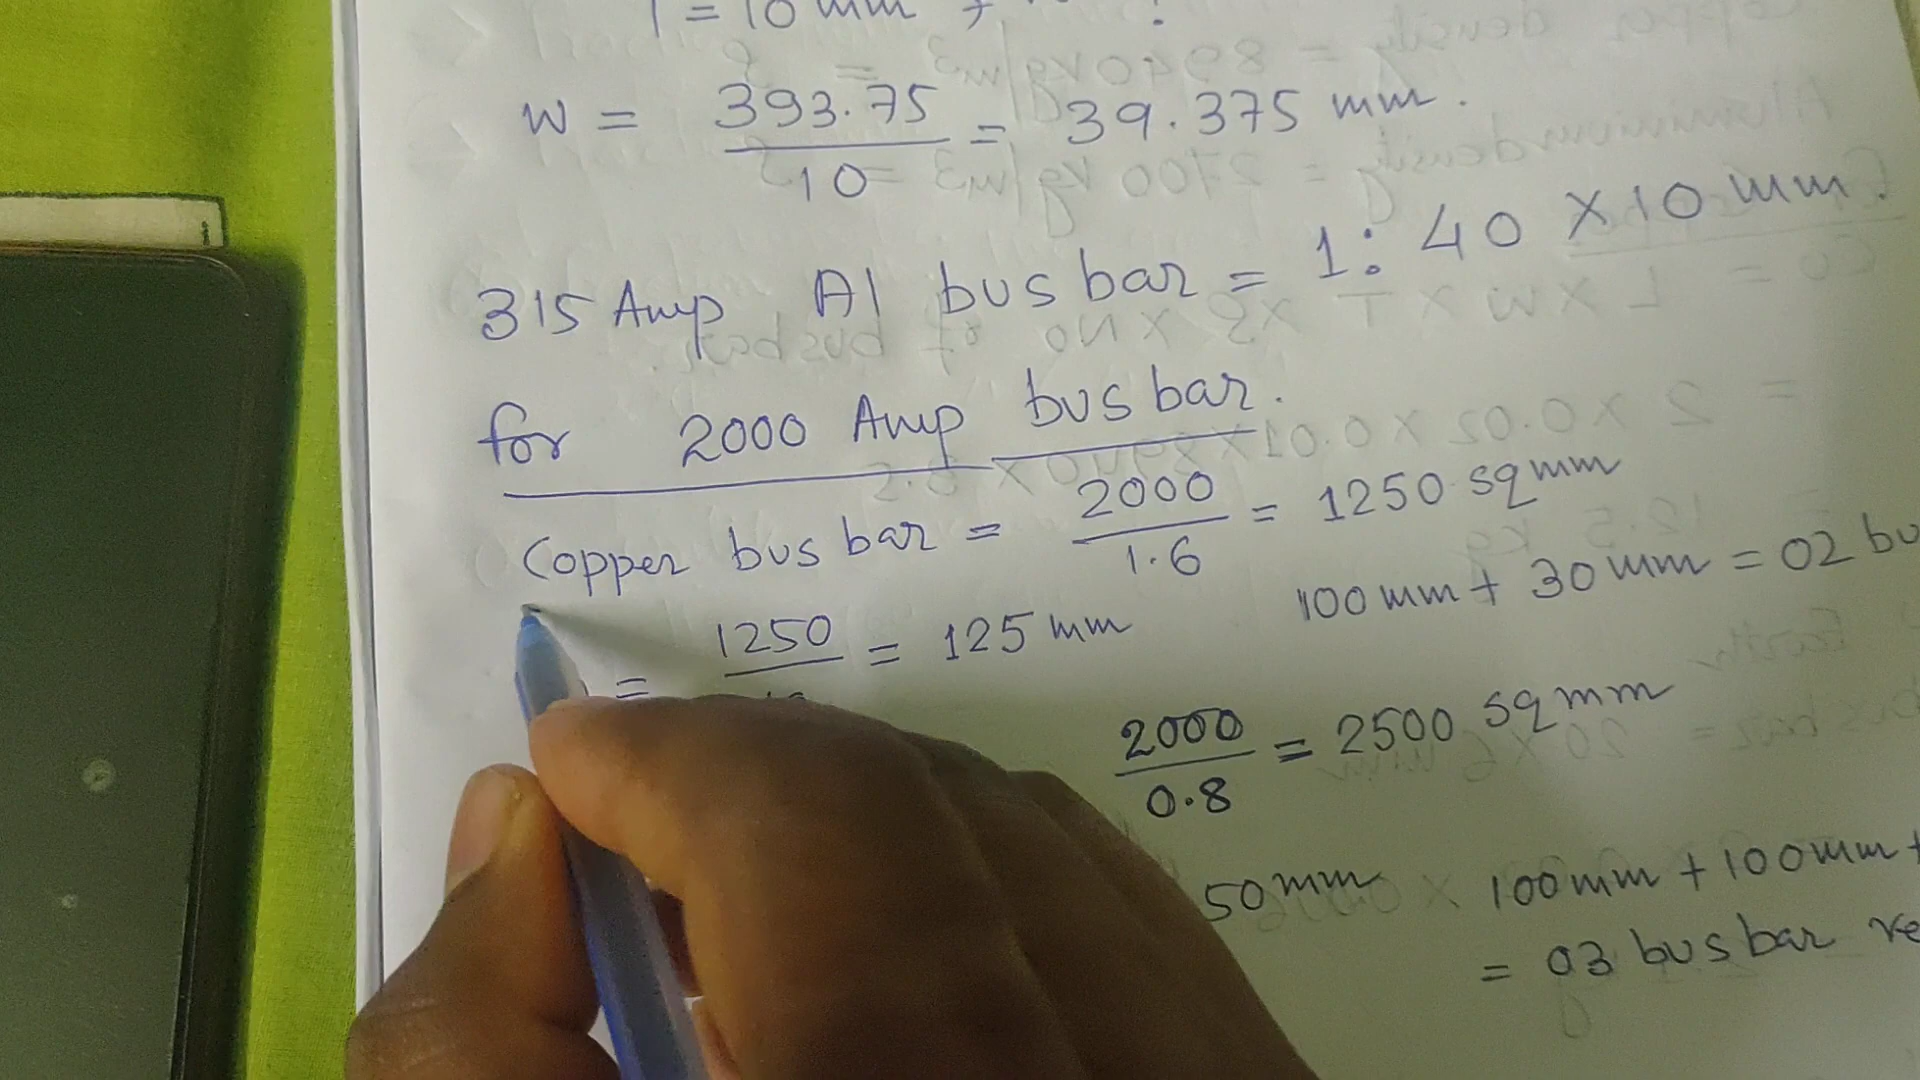 T = 10 mm
W = 393.75 / 10 = 39.375 mm.
315 Amp Al bus bar = 1: 40 X 10 mm.
for 2000 Amp bus bar.
Copper bus bar = 2000 / 1.6 = 1250 sq mm
= 1250 = 125 mm 100 mm + 30 mm = 02
2000 / 0.8 = 2500 sq mm
50 mm 100 mm + 100 mm +
= 03 bus bar